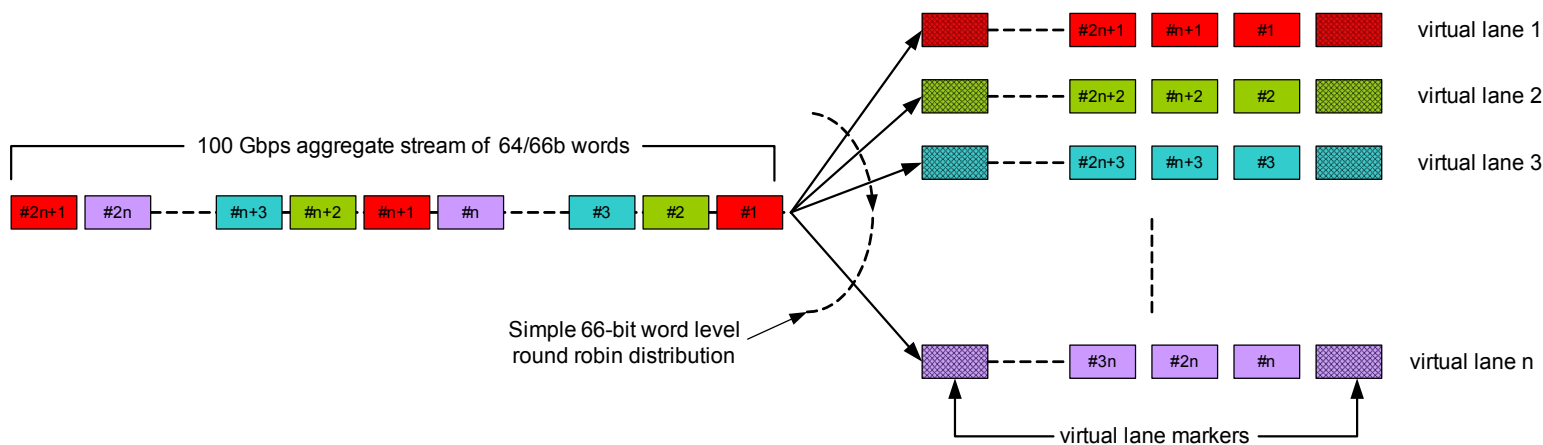 #2n+1 #n+1 #1 virtual lane 1
#2n+2 #n+2 #2 virtual lane 2
100 Gbps aggregate stream of 64/66b words
#2n+3 #n+3 #3 virtual lane 3
#2n+1 #2n #n+3 #n+2 #n+1 #n #3 #2 #1
Simple 66-bit word level
round robin distribution
#3n #2n #n virtual lane n
virtual lane markers